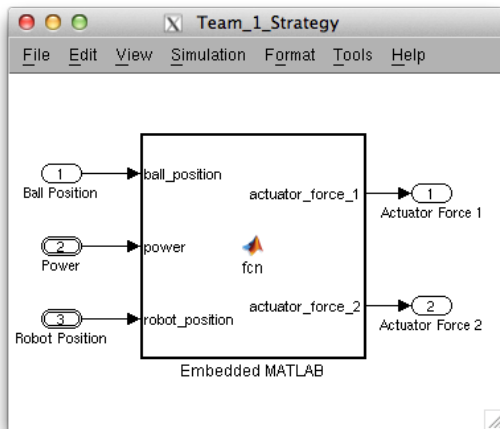 X Team_1_Strategy
File Edit View Simulation Format Tools Help
1
Ball Position
ball_position
actuator_force_1
1
Actuator Force 1
2
Power
power
fcn
3
Robot Position
robot_position
actuator_force_2
2
Actuator Force 2
Embedded MATLAB